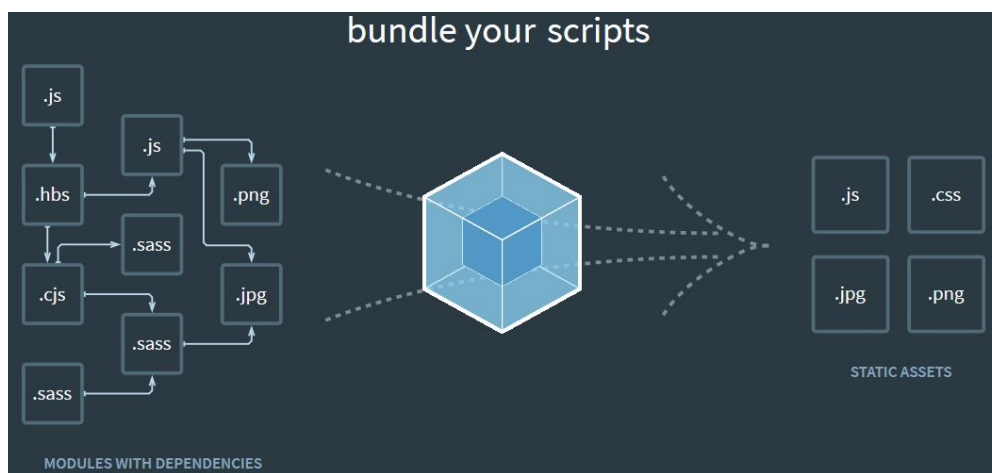 bundle your scripts
.js
.js
.hbs
.png
.sass
.cjs
.jpg
.sass
.sass
MODULES WITH DEPENDENCIES
.js
.css
.jpg
.png
STATIC ASSETS